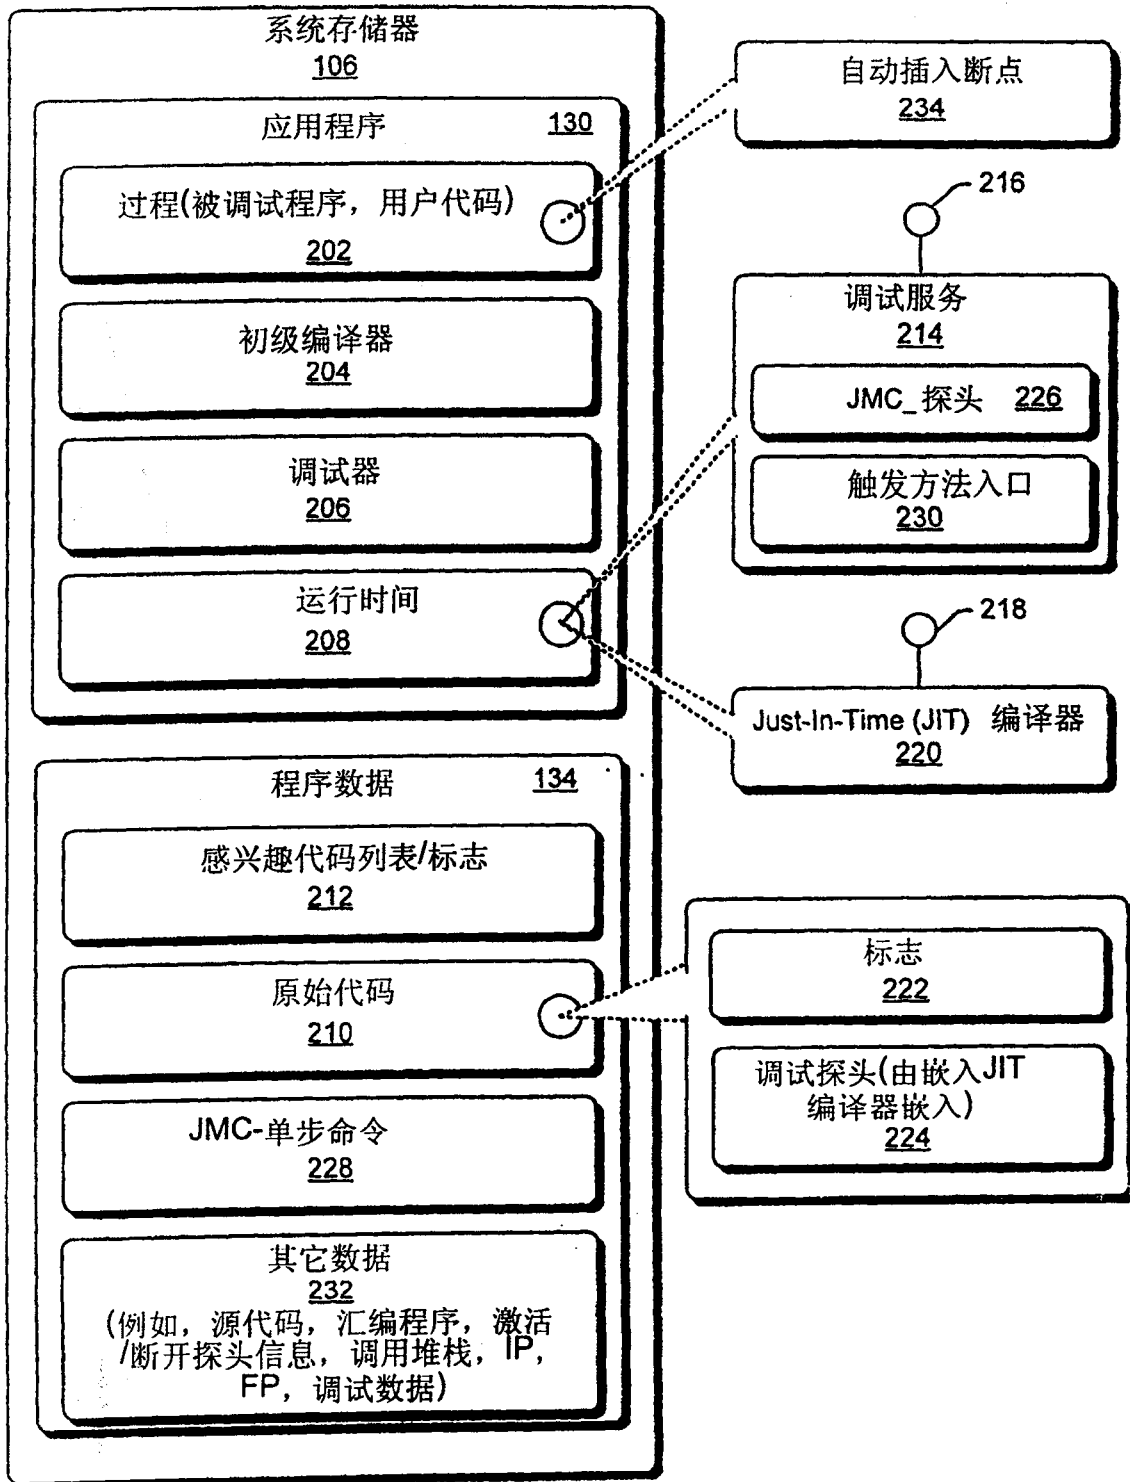 系统存储器
106
应用程序 130
过程(被调试程序，用户代码)
202
初级编译器
204
调试器
206
运行时间
208
程序数据 134
感兴趣代码列表/标志
212
原始代码
210
JMC-单步命令
228
其它数据
232
(例如，源代码，汇编程序，激活
/断开探头信息，调用堆栈，IP，
FP，调试数据)
自动插入断点
234
216
调试服务
214
JMC_探头 226
触发方法入口
230
218
Just-In-Time (JIT) 编译器
220
标志
222
调试探头(由嵌入JIT
编译器嵌入)
224